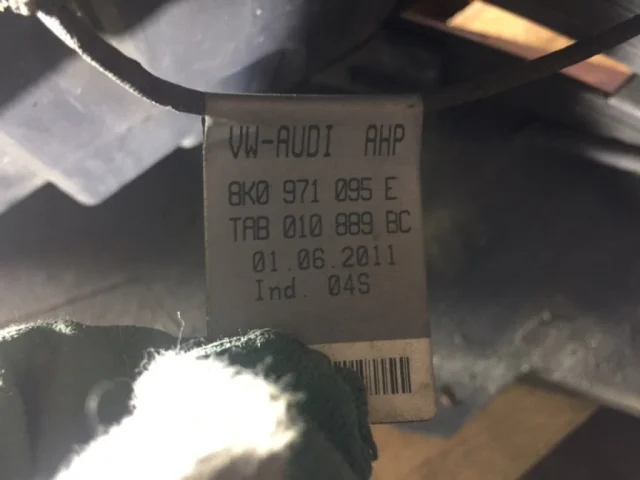 VW-AUDI AHP
8K0 971 095 E
TAB 010 889 BC
01.06.2011
Ind. 04S